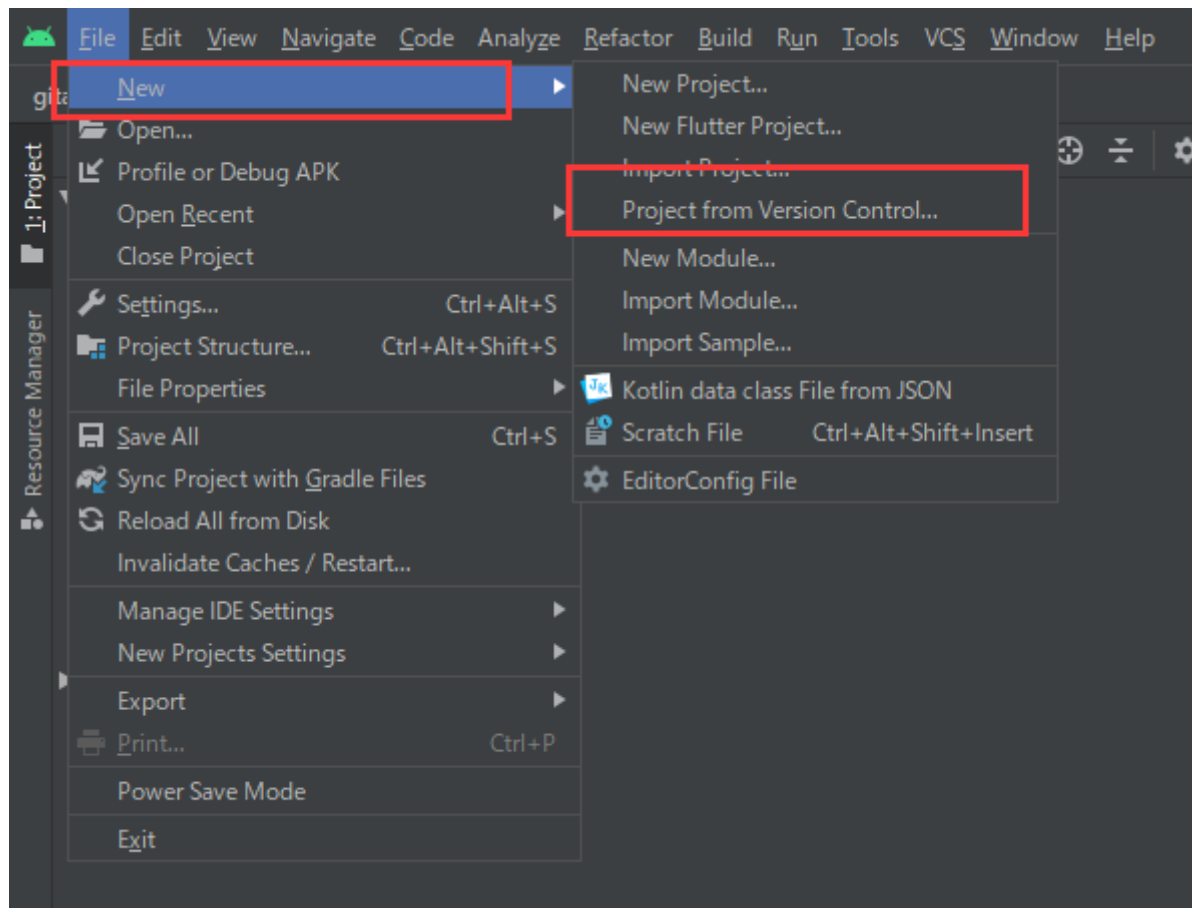 File Edit View Navigate Code Analyze Refactor Build Run Tools VCS Window Help
New
Open...
Profile or Debug APK
Open Recent
Close Project
Settings... Ctrl+Alt+S
Project Structure... Ctrl+Alt+Shift+S
File Properties
Save All Ctrl+S
Sync Project with Gradle Files
Reload All from Disk
Invalidate Caches / Restart...
Manage IDE Settings
New Projects Settings
Export
Print... Ctrl+P
Power Save Mode
Exit
New Project...
New Flutter Project...
Import Project...
Project from Version Control...
New Module...
Import Module...
Import Sample...
JK Kotlin data class File from JSON
Scratch File Ctrl+Alt+Shift+Insert
EditorConfig File
1: Project
Resource Manager